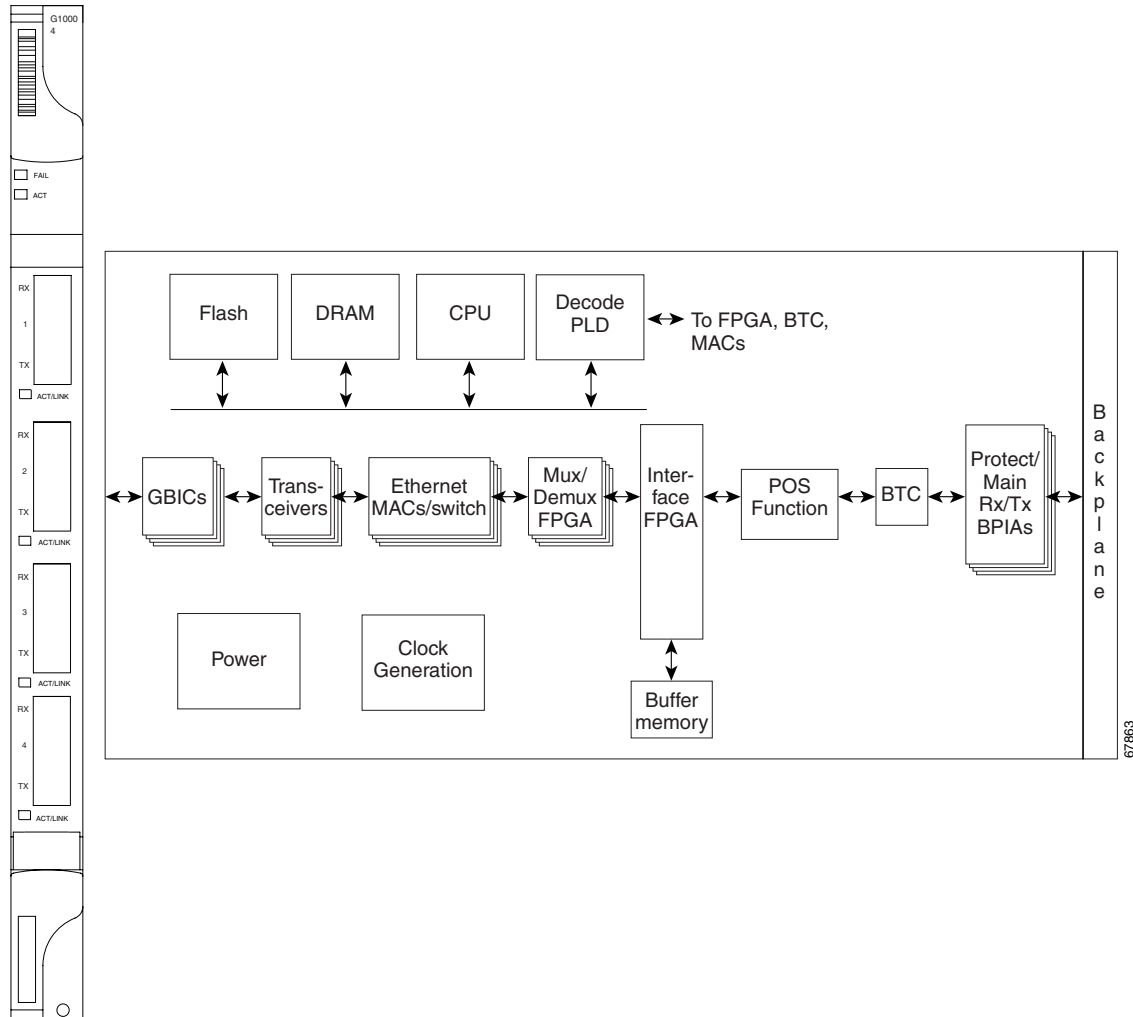 G1000
4
FAIL
ACT
RX
1
TX
ACT/LINK
RX
2
TX
ACT/LINK
RX
3
TX
ACT/LINK
RX
4
TX
ACT/LINK
Flash
DRAM
CPU
Decode
PLD
To FPGA, BTC,
MACs
GBICs
Trans-
ceivers
Ethernet
MACs/switch
Mux/
Demux
FPGA
Inter-
face
FPGA
POS
Function
BTC
Protect/
Main
Rx/Tx
BPIAs
Backplane
Power
Clock
Generation
Buffer
memory
67863